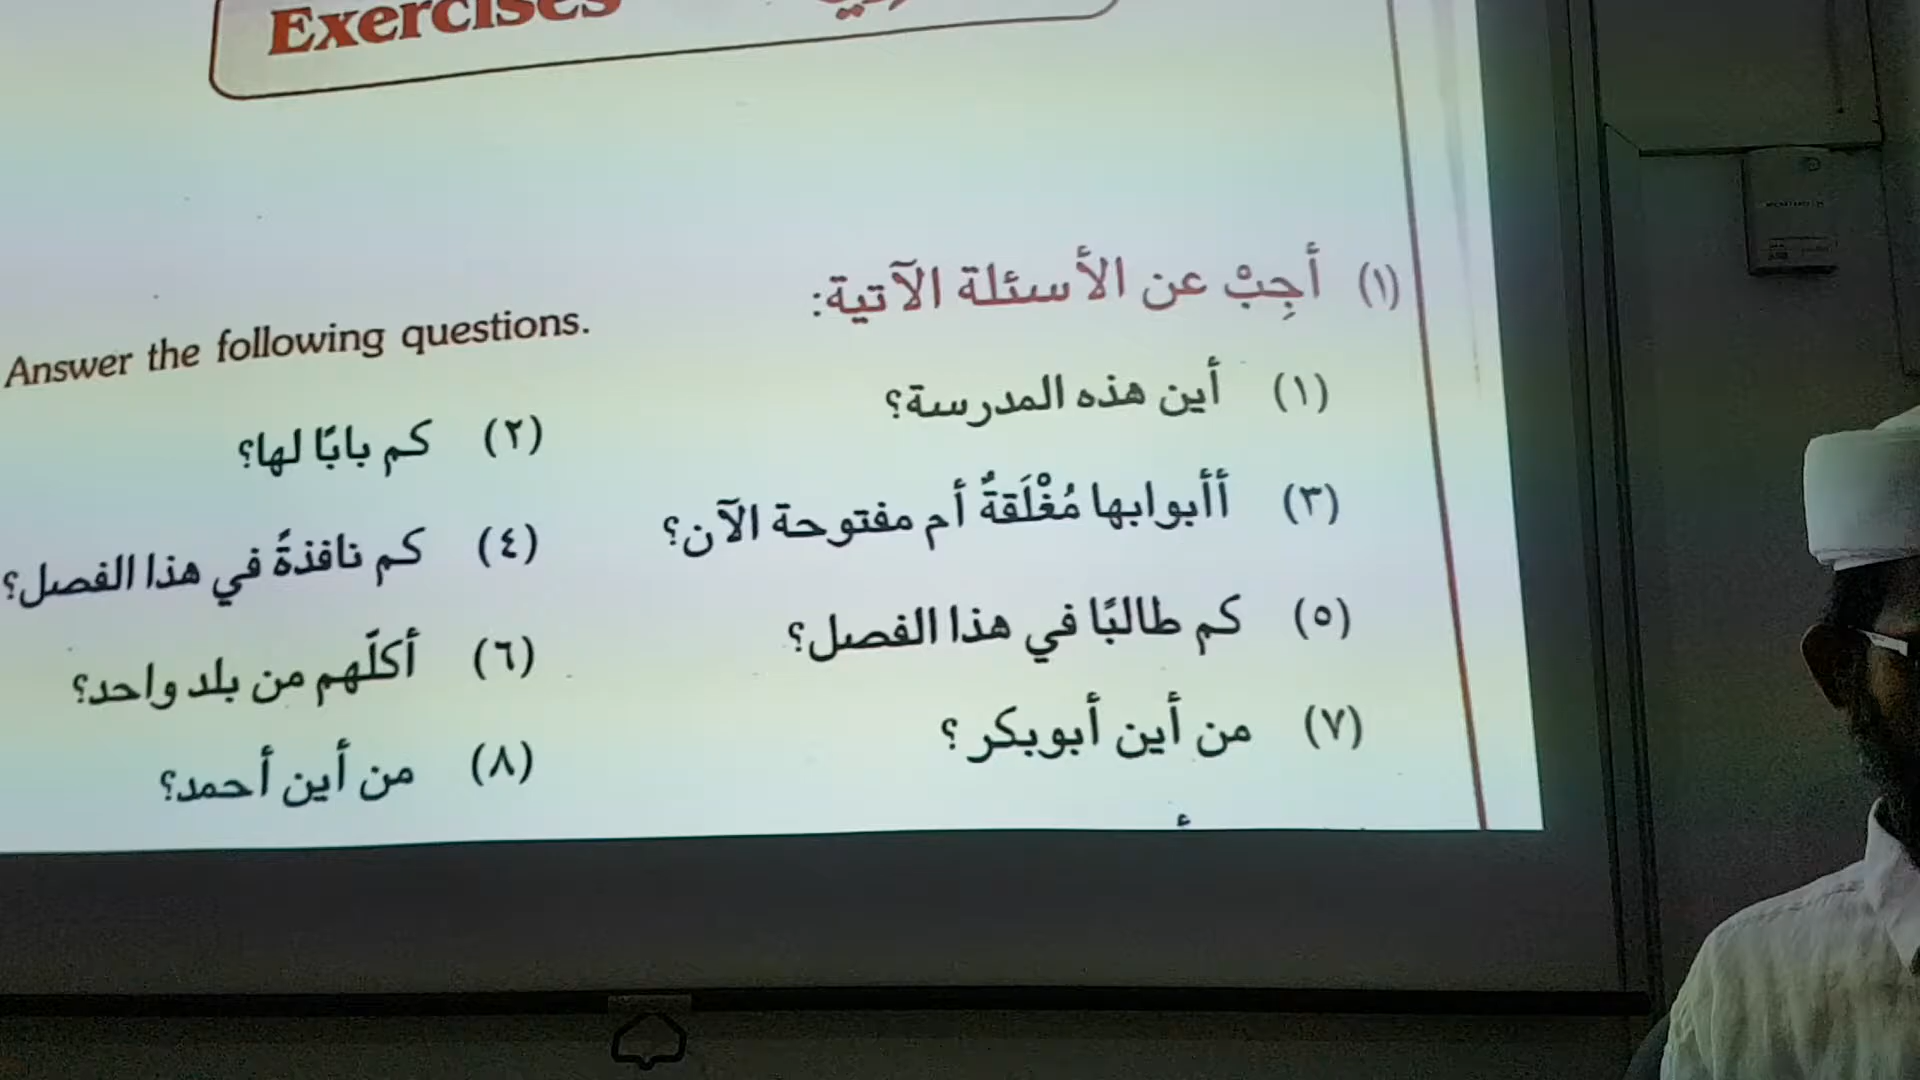 Exercises
(١) أَجِبْ عن الأسئلة الآتية:
Answer the following questions.
(١) أين هذه المدرسة؟
(٢) كم بابًا لها؟
(٣) أأبوابها مُغْلَقةٌ أم مفتوحة الآن؟
(٤) كم نافذةً في هذا الفصل؟
(٥) كم طالبًا في هذا الفصل؟
(٦) أكلّهم من بلد واحد؟
(٧) من أين أبوبكر ؟
(٨) من أين أحمد؟